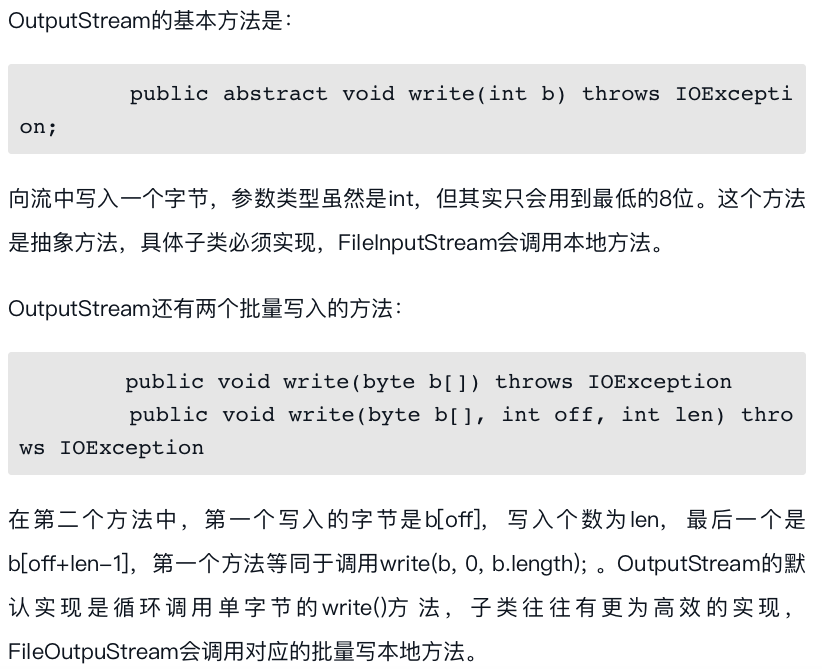 OutputStream的基本方法是：
public abstract void write(int b) throws IOExcepti
on;
向流中写入一个字节，参数类型虽然是int，但其实只会用到最低的8位。这个方法
是抽象方法，具体子类必须实现，FileInputStream会调用本地方法。
OutputStream还有两个批量写入的方法：
public void write(byte b[]) throws IOException
public void write(byte b[], int off, int len) thro
ws IOException
在第二个方法中，第一个写入的字节是b[off]，写入个数为len，最后一个是
b[off+len-1]，第一个方法等同于调用write(b, 0, b.length); 。OutputStream的默
认实现是循环调用单字节的write()方 法，子类往往有更为高效的实现，
FileOutpuStream会调用对应的批量写本地方法。